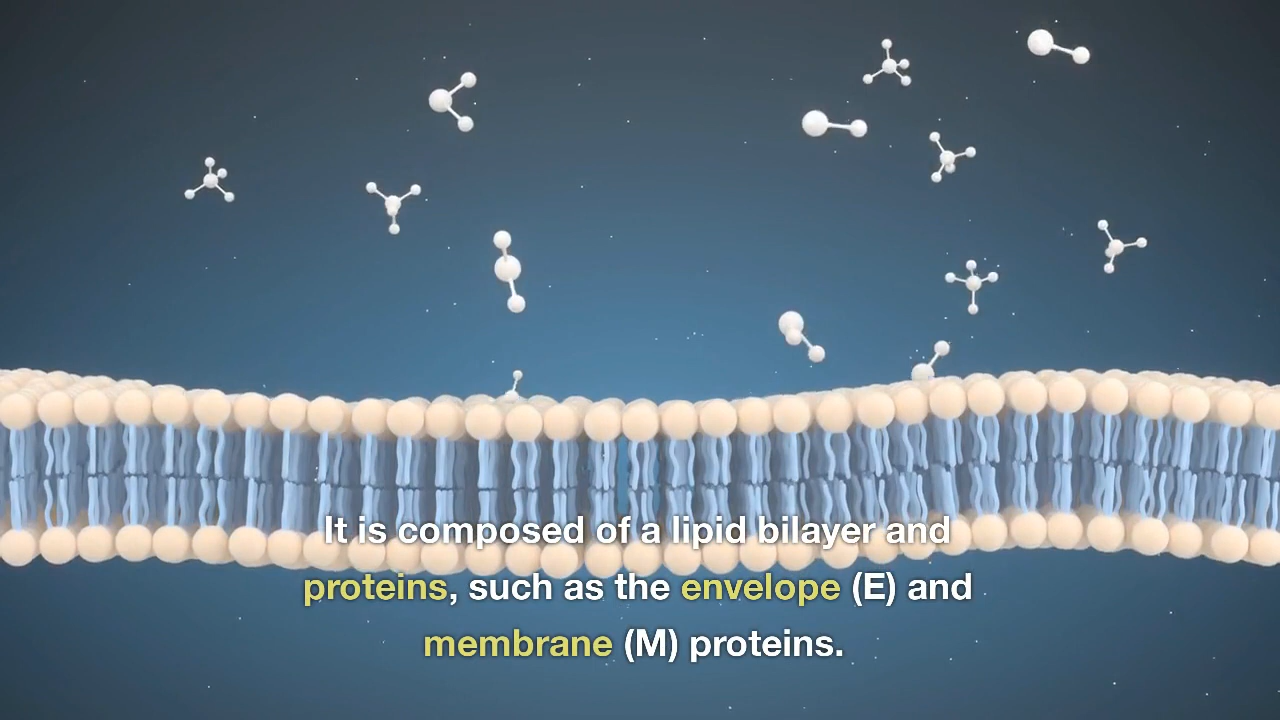 It is composed of a lipid bilayer and
proteins, such as the envelope (E) and
membrane (M) proteins.